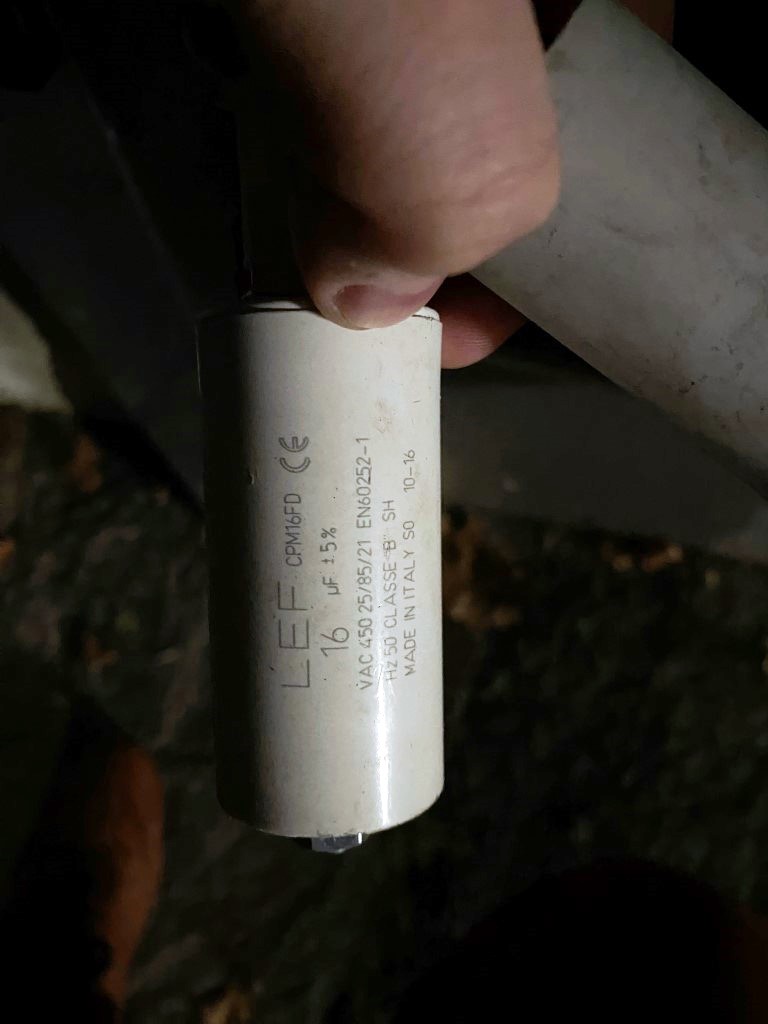 LEF CPM16FD CE
16 µF ± 5%
VAC 450 25/85/21 EN60252-1
Hz 50 CLASSE "B" SH
MADE IN ITALY SO 10-16